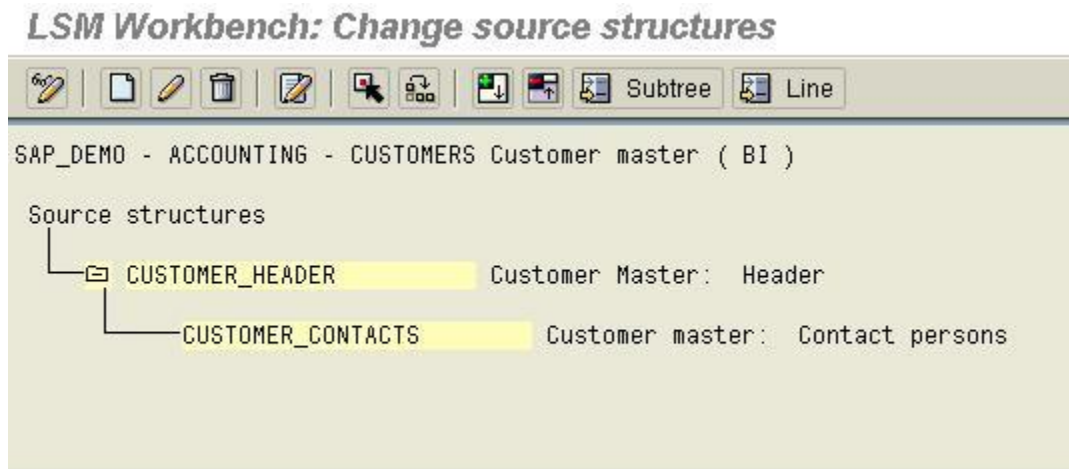 LSM Workbench: Change source structures
Subtree Line
SAP_DEMO - ACCOUNTING - CUSTOMERS Customer master ( BI )
Source structures
CUSTOMER_HEADER Customer Master: Header
CUSTOMER_CONTACTS Customer master: Contact persons